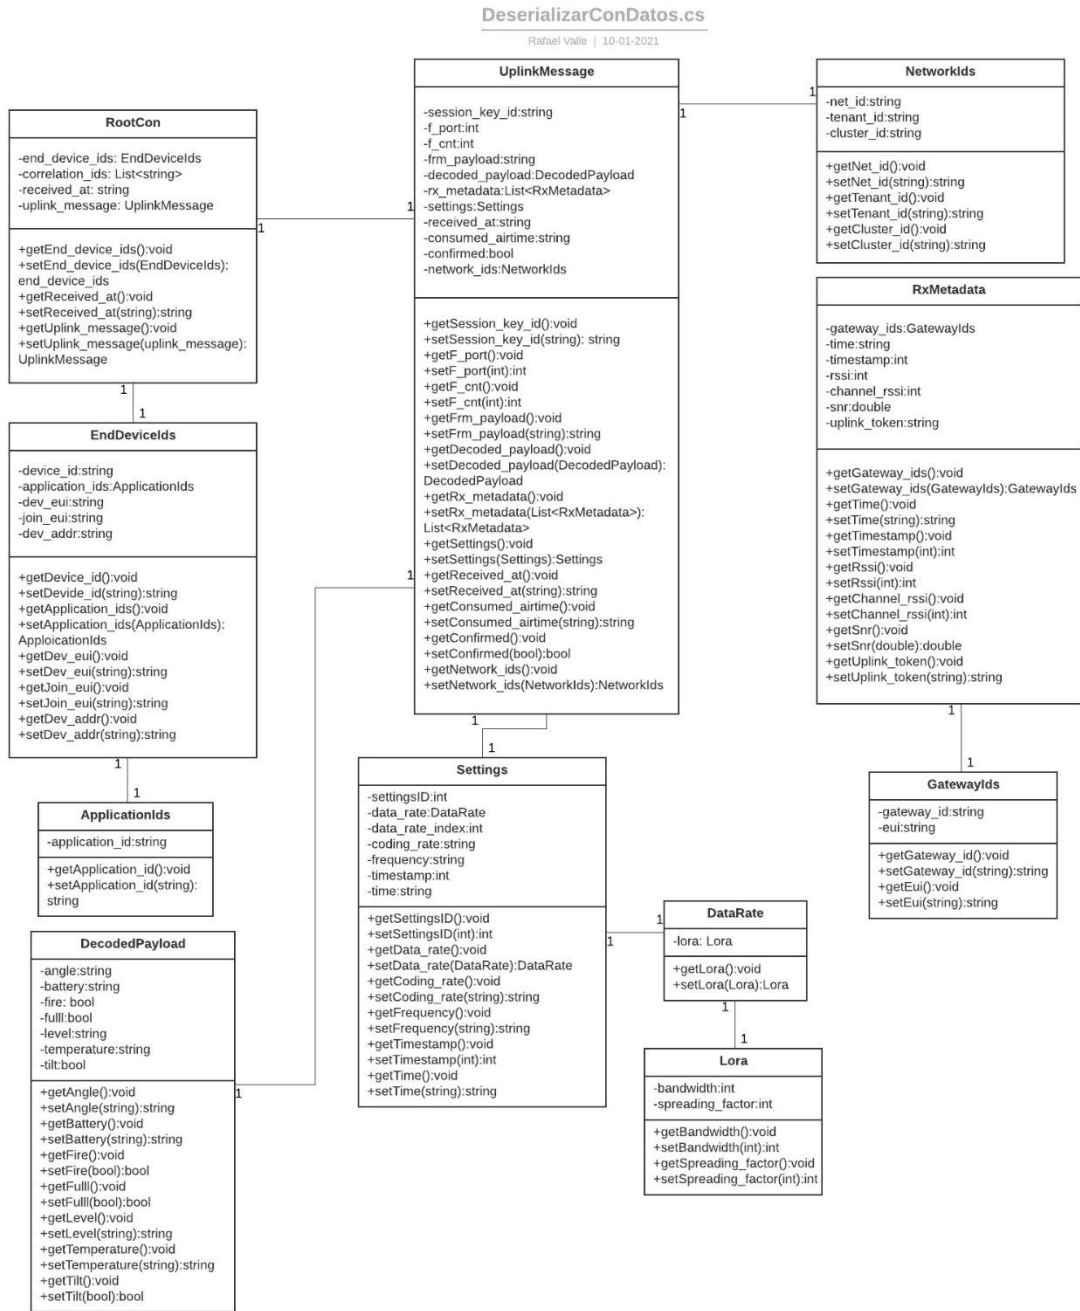 DeserializarConDatos.cs
Rafael Valle | 10-01-2021
RootCon
-end_device_ids: EndDeviceIds
-correlation_ids: List<string>
-received_at: string
-uplink_message: UplinkMessage
+getEnd_device_ids():void
+setEnd_device_ids(EndDeviceIds):
end_device_ids
+getReceived_at():void
+setReceived_at(string):string
+getUplink_message():void
+setUplink_message(uplink_message):
UplinkMessage
1
1
1
EndDeviceIds
-device_id:string
-application_ids:ApplicationIds
-dev_eui:string
-join_eui:string
-dev_addr:string
+getDevice_id():void
+setDevide_id(string):string
+getApplication_ids():void
+setApplication_ids(ApplicationIds):
ApploicationIds
+getDev_eui():void
+setDev_eui(string):string
+getJoin_eui():void
+setJoin_eui(string):string
+getDev_addr():void
+setDev_addr(string):string
1
1
ApplicationIds
-application_id:string
+getApplication_id():void
+setApplication_id(string):
string
DecodedPayload
-angle:string
-battery:string
-fire: bool
-fulll:bool
-level:string
-temperature:string
-tilt:bool
+getAngle():void
+setAngle(string):string
+getBattery():void
+setBattery(string):string
+getFire():void
+setFire(bool):bool
+getFulll():void
+setFulll(bool):bool
+getLevel():void
+setLevel(string):string
+getTemperature():void
+setTemperature(string):string
+getTilt():void
+setTilt(bool):bool
1
UplinkMessage
-session_key_id:string
-f_port:int
-f_cnt:int
-frm_payload:string
-decoded_payload:DecodedPayload
-rx_metadata:List<RxMetadata>
-settings:Settings
-received_at:string
-consumed_airtime:string
-confirmed:bool
-network_ids:NetworkIds
+getSession_key_id():void
+setSession_key_id(string): string
+getF_port():void
+setF_port(int):int
+getF_cnt():void
+setF_cnt(int):int
+getFrm_payload():void
+setFrm_payload(string):string
+getDecoded_payload():void
+setDecoded_payload(DecodedPayload):
DecodedPayload
+getRx_metadata():void
+setRx_metadata(List<RxMetadata>):
List<RxMetadata>
+getSettings():void
+setSettings(Settings):Settings
+getReceived_at():void
+setReceived_at(string):string
+getConsumed_airtime():void
+setConsumed_airtime(string):string
+getConfirmed():void
+setConfirmed(bool):bool
+getNetwork_ids():void
+setNetwork_ids(NetworkIds):NetworkIds
1
1
1
1
1
Settings
-settingsID:int
-data_rate:DataRate
-data_rate_index:int
-coding_rate:string
-frequency:string
-timestamp:int
-time:string
+getSettingsID():void
+setSettingsID(int):int
+getData_rate():void
+setData_rate(DataRate):DataRate
+getCoding_rate():void
+setCoding_rate(string):string
+getFrequency():void
+setFrequency(string):string
+getTimestamp():void
+setTimestamp(int):int
+getTime():void
+setTime(string):string
1
1
DataRate
-lora: Lora
+getLora():void
+setLora(Lora):Lora
1
1
Lora
-bandwidth:int
-spreading_factor:int
+getBandwidth():void
+setBandwidth(int):int
+getSpreading_factor():void
+setSpreading_factor(int):int
1
NetworkIds
-net_id:string
-tenant_id:string
-cluster_id:string
+getNet_id():void
+setNet_id(string):string
+getTenant_id():void
+setTenant_id(string):string
+getCluster_id():void
+setCluster_id(string):string
RxMetadata
-gateway_ids:GatewayIds
-time:string
-timestamp:int
-rssi:int
-channel_rssi:int
-snr:double
-uplink_token:string
+getGateway_ids():void
+setGateway_ids(GatewayIds):GatewayIds
+getTime():void
+setTime(string):string
+getTimestamp():void
+setTimestamp(int):int
+getRssi():void
+setRssi(int):int
+getChannel_rssi():void
+setChannel_rssi(int):int
+getSnr():void
+setSnr(double):double
+getUplink_token():void
+setUplink_token(string):string
1
1
GatewayIds
-gateway_id:string
-eui:string
+getGateway_id():void
+setGateway_id(string):string
+getEui():void
+setEui(string):string